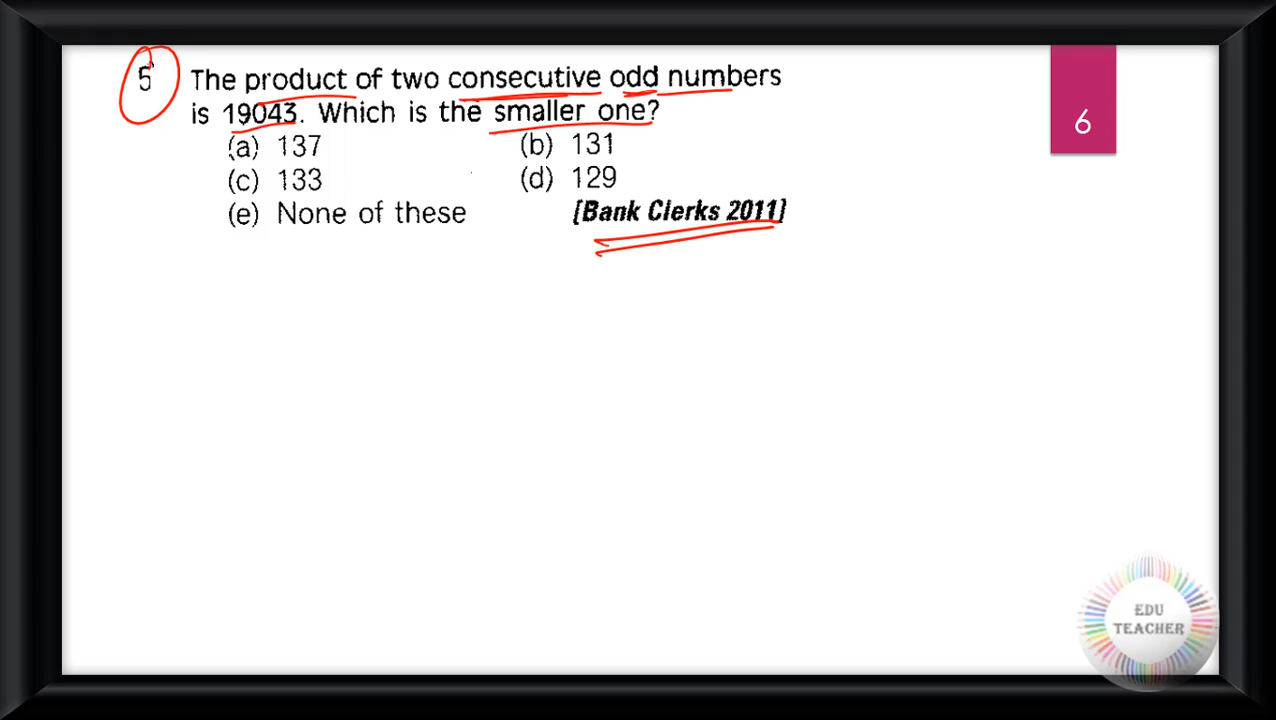 5 The product of two consecutive odd numbers
is 19043. Which is the smaller one?
(a) 137 (b) 131
(c) 133 (d) 129
(e) None of these [Bank Clerks 2011]
6
EDU
TEACHER